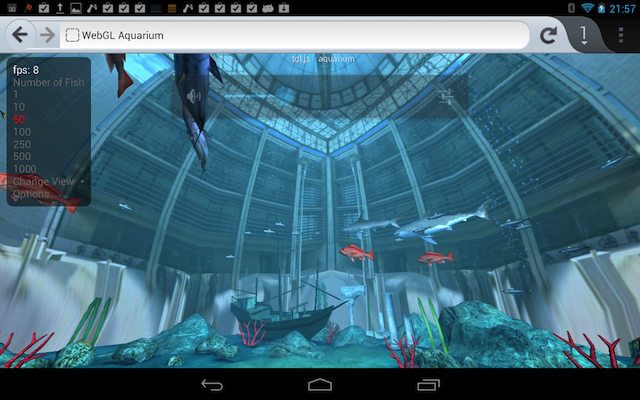 21:57
WebGL Aquarium
1
tdl.js aquarium
fps: 8
Number of Fish
1
10
50
100
250
500
1000
Change View
Options...